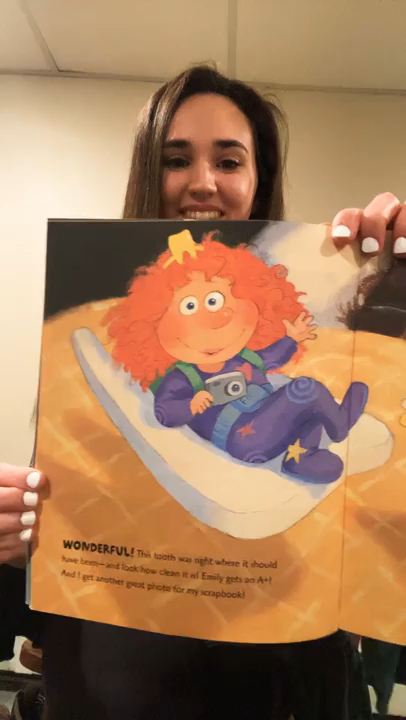 WONDERFUL! The tooth was right where it should
have been—and look how clean it is! Emily gets an A+!
And I get another great photo for my scrapbook!